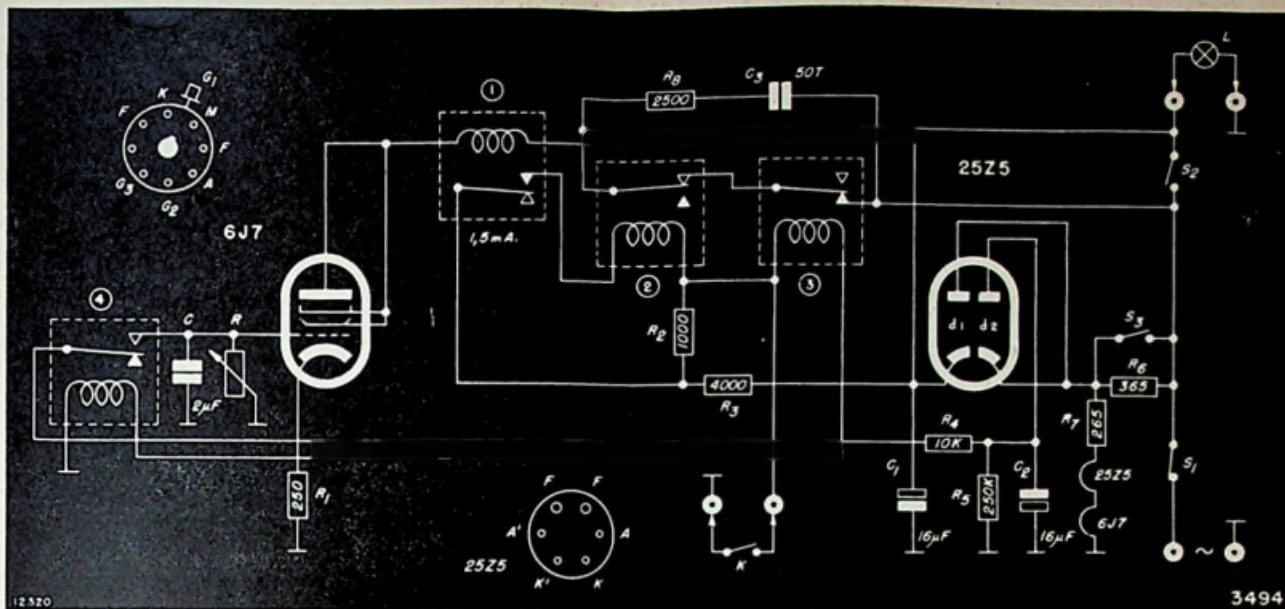 L
G1
K
M
F
F
G3
A
G2
6J7
1
R8
2500
C3
50T
25Z5
S2
1,5mA.
2
3
4
C
R
2µF
R2
1000
4000
R3
d1
d2
S3
R6
365
R7
265
R4
10K
C1
R5
250K
C2
S1
25Z5
6J7
250
R1
F
F
A'
A
K'
K
25Z5
K
16µF
16µF
~
12320
3494